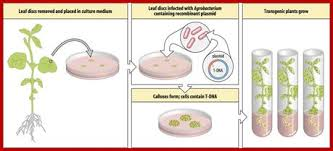 Leaf discs removed and placed in culture medium
Leaf discs infected with Agrobacterium
containing recombinant plasmid
plasmid
T-DNA
Calluses form; cells contain T-DNA
Transgenic plants grow